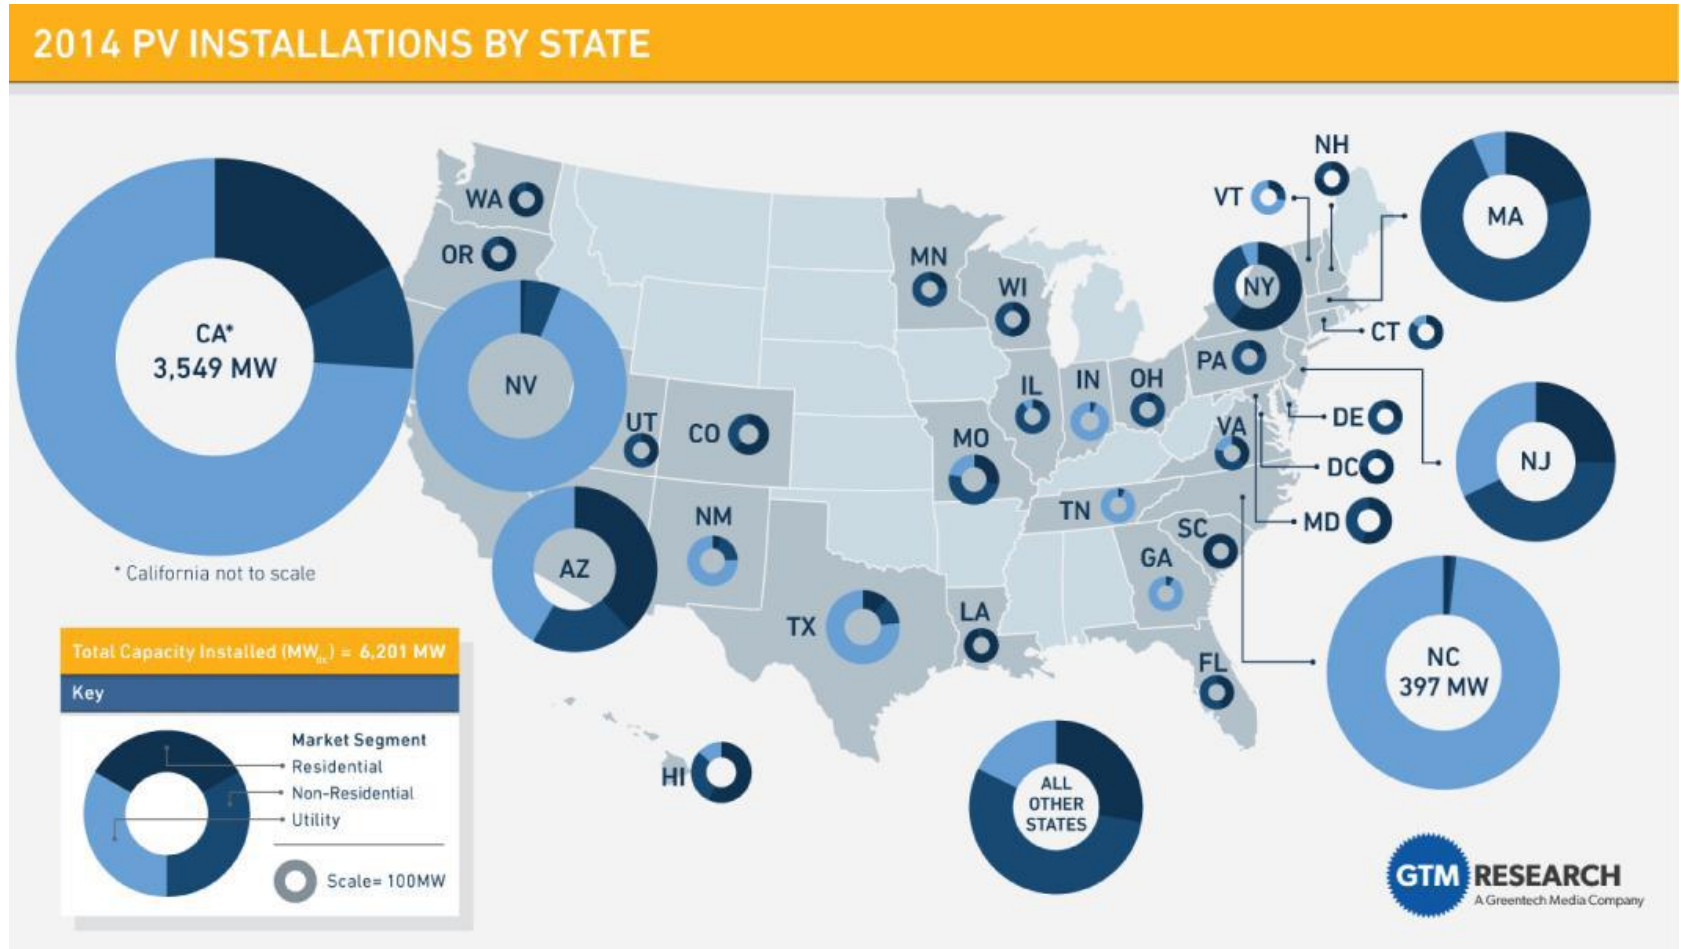 2014 PV INSTALLATIONS BY STATE
CA*
3,549 MW
* California not to scale
WA
OR
NV
UT
CO
AZ
NM
TX
MN
WI
IL
IN
OH
MO
TN
LA
GA
SC
FL
HI
VA
PA
NY
VT
NH
MA
CT
NJ
DE
DC
MD
NC
397 MW
ALL
OTHER
STATES
Total Capacity Installed (MWdc) = 6,201 MW
Key
Market Segment
Residential
Non-Residential
Utility
Scale= 100MW
GTM RESEARCH
A Greentech Media Company